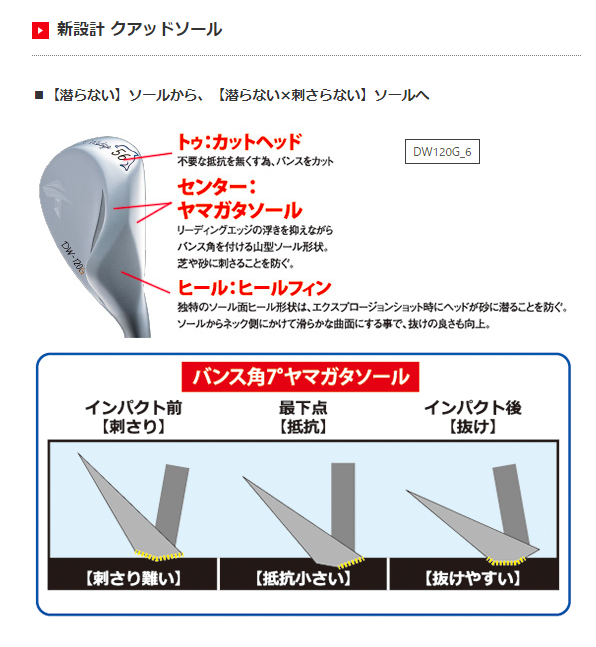 新設計 クアッドソール
■【潜らない】ソールから、【潜らない×刺さらない】ソールへ
トゥ:カットヘッド
不要な抵抗を無くす為、バンスをカット
DW120G_6
56
センター:
ヤマガタソール
リーディングエッジの浮きを抑えながら
バンス角を付ける山型ソール形状。
芝や砂に刺さることを防ぐ。
DW-120G
ヒール:ヒールフィン
独特のソール面ヒール形状は、エクスプロージョンショット時にヘッドが砂に潜ることを防ぐ。
ソールからネック側にかけて滑らかな曲面にする事で、抜けの良さも向上。
バンス角7°ヤマガタソール
インパクト前
【刺さり】
最下点
【抵抗】
インパクト後
【抜け】
【刺さり難い】
【抵抗小さい】
【抜けやすい】